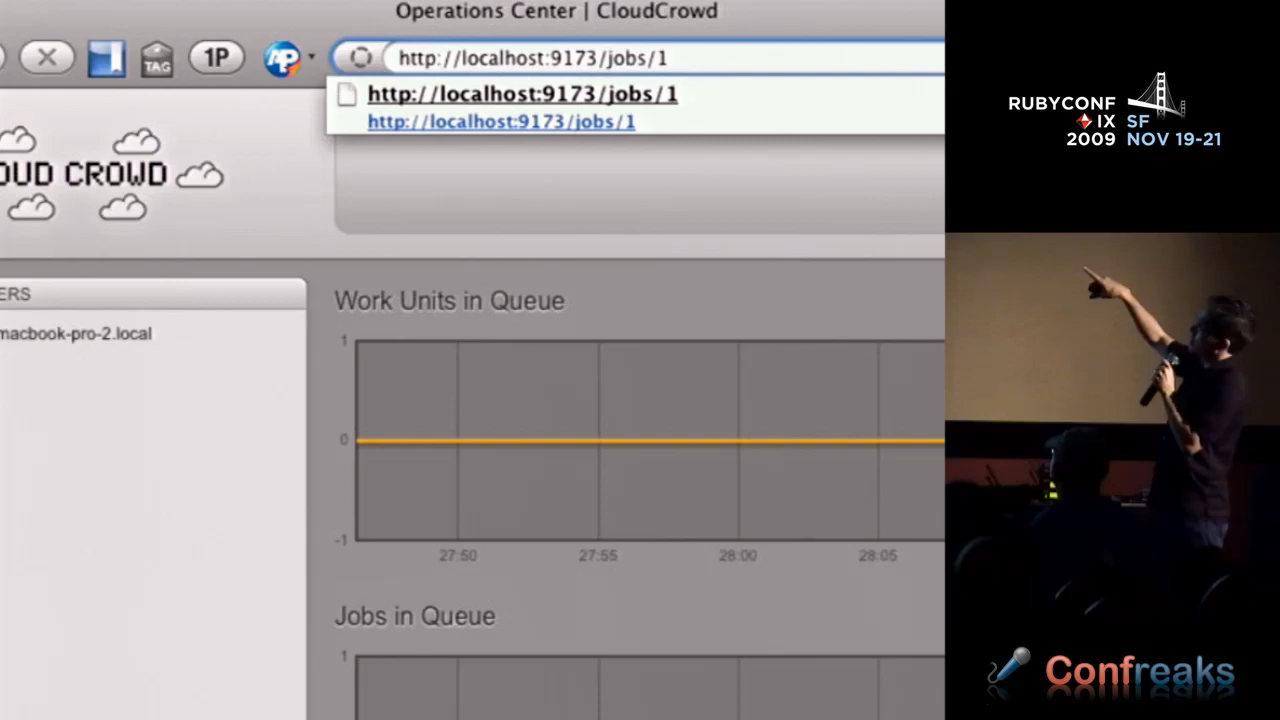 Operations Center | CloudCrowd
1P
TAG
http://localhost:9173/jobs/1
http://localhost:9173/jobs/1
http://localhost:9173/jobs/1
OUD CROWD
ERS
macbook-pro-2.local
Work Units in Queue
1
0
-1
27:50 27:55 28:00 28:05
Jobs in Queue
1
RUBYCONF
IX SF
2009 NOV 19-21
Confreaks